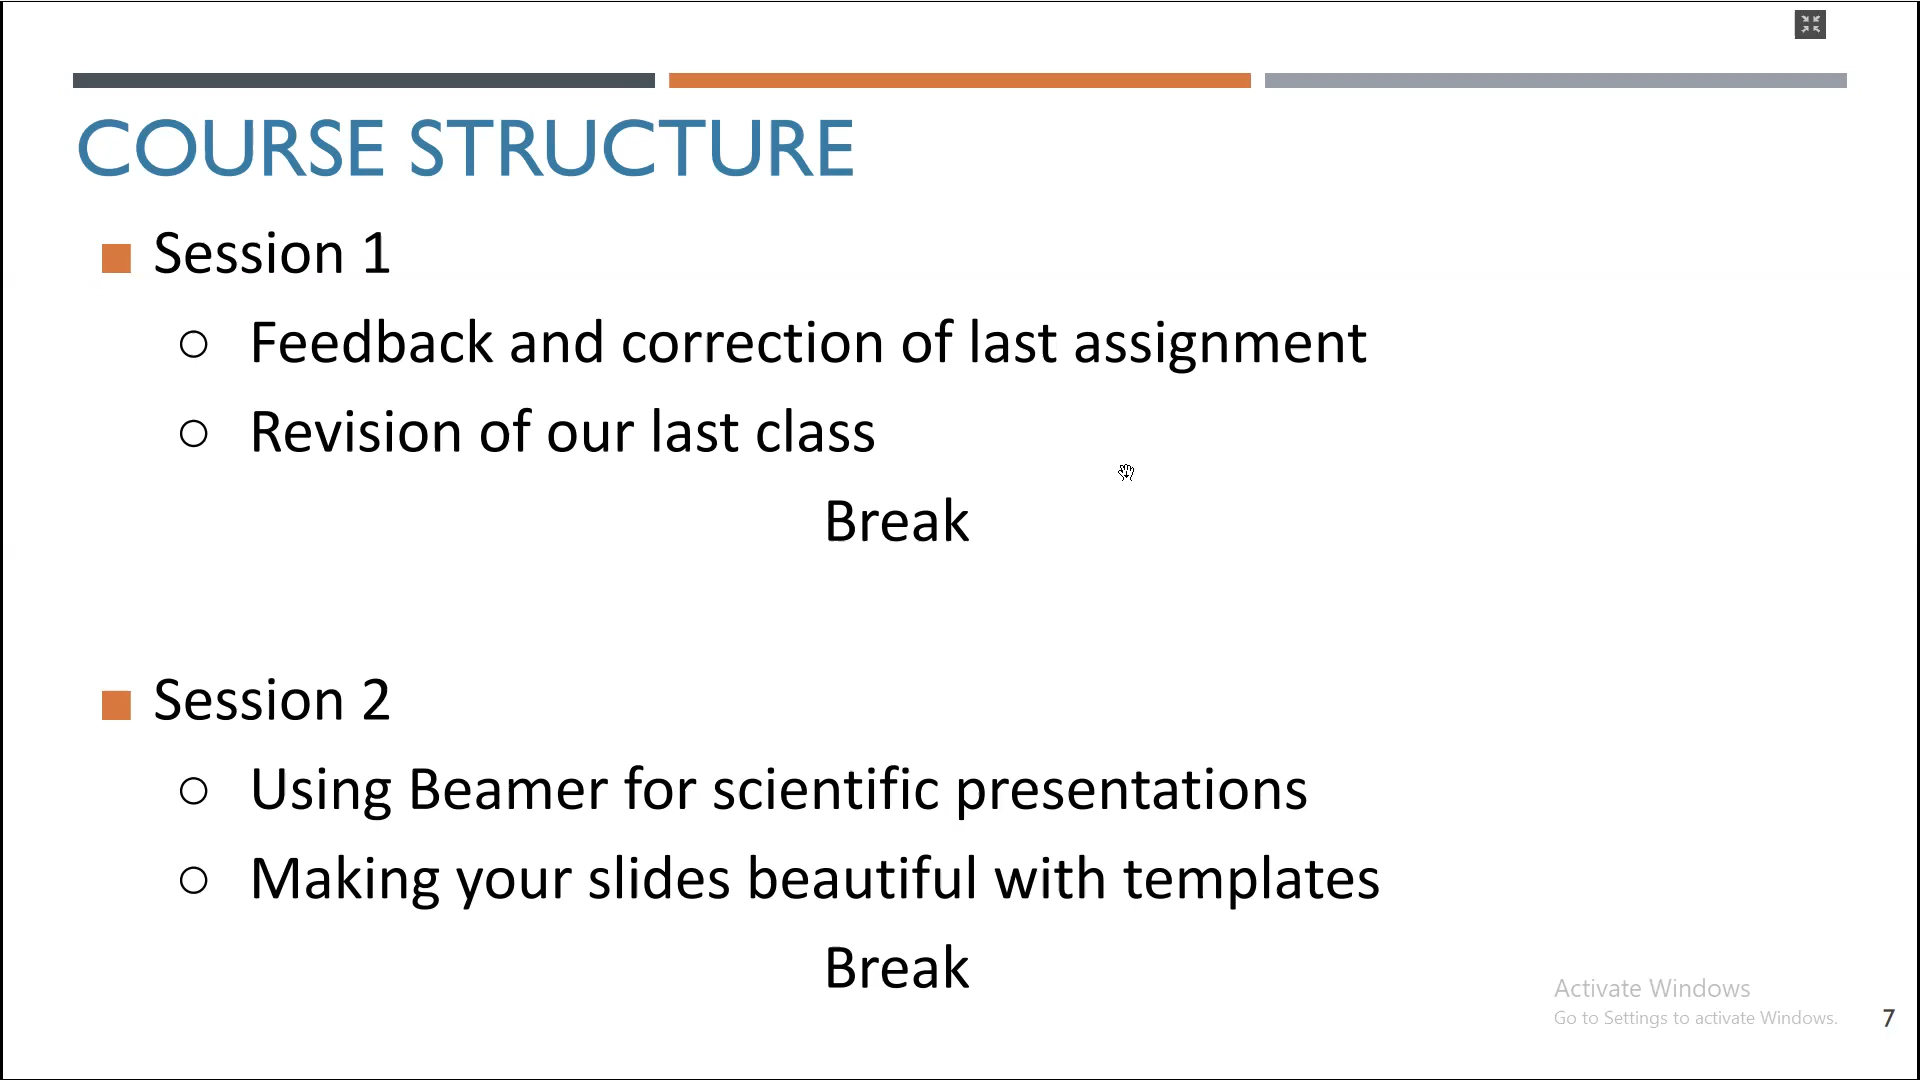 COURSE STRUCTURE
Session 1
Feedback and correction of last assignment
Revision of our last class
Break
Session 2
Using Beamer for scientific presentations
Making your slides beautiful with templates
Break
Activate Windows
Go to Settings to activate Windows.
7